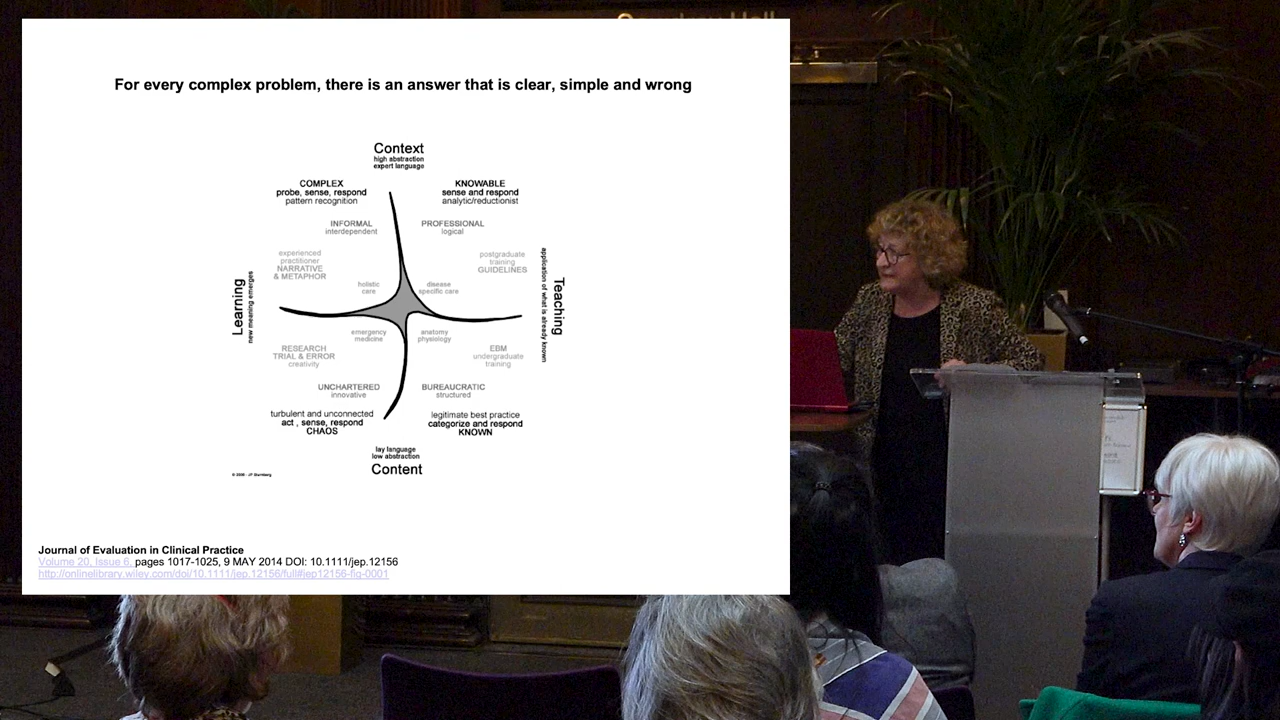 For every complex problem, there is an answer that is clear, simple and wrong
Context
high abstraction
expert language
COMPLEX
probe, sense, respond
pattern recognition
KNOWABLE
sense and respond
analytic/reductionist
INFORMAL
interdependent
PROFESSIONAL
logical
experienced
practitioner
NARRATIVE
& METAPHOR
postgraduate
training
GUIDELINES
holistic
care
disease
specific care
Learning
new meaning emerges
Teaching
application of what is already known
emergency
medicine
anatomy
physiology
RESEARCH
TRIAL & ERROR
creativity
EBM
undergraduate
training
UNCHARTERED
innovative
BUREAUCRATIC
structured
turbulent and unconnected
act , sense, respond
CHAOS
legitimate best practice
categorize and respond
KNOWN
lay language
low abstraction
Content
Journal of Evaluation in Clinical Practice
Volume 20, Issue 6, pages 1017-1025, 9 MAY 2014 DOI: 10.1111/jep.12156
http://onlinelibrary.wiley.com/doi/10.1111/jep.12156/full#jep12156-fig-0001